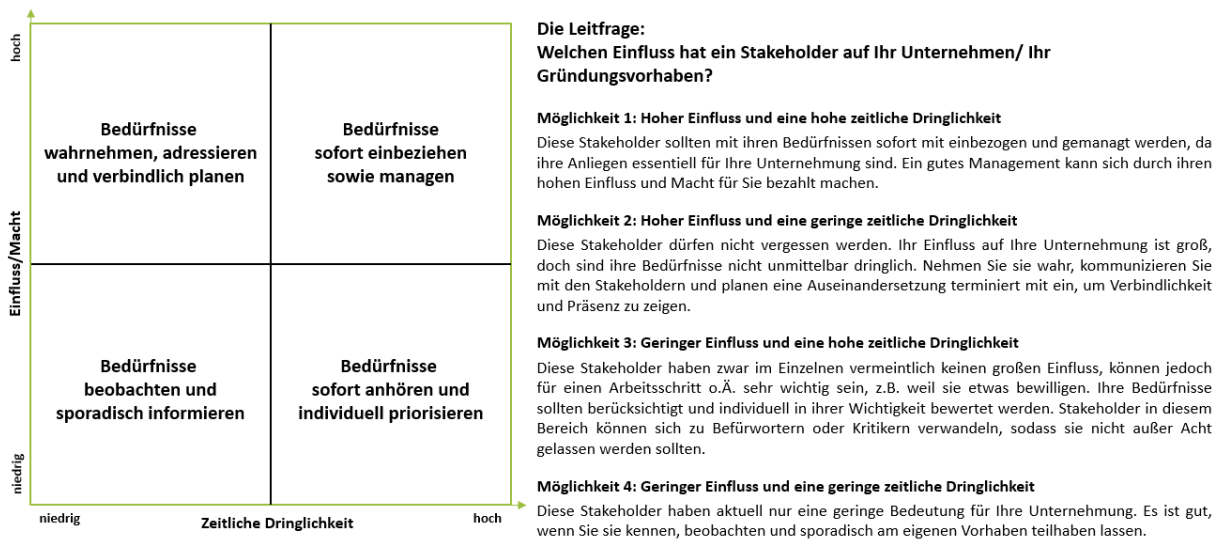 hoch
Bedürfnisse
wahrnehmen, adressieren
und verbindlich planen
Bedürfnisse
sofort einbeziehen
sowie managen
Einfluss/Macht
Bedürfnisse
beobachten und
sporadisch informieren
Bedürfnisse
sofort anhören und
individuell priorisieren
niedrig
niedrig
Zeitliche Dringlichkeit
hoch
Die Leitfrage:
Welchen Einfluss hat ein Stakeholder auf Ihr Unternehmen/ Ihr
Gründungsvorhaben?
Möglichkeit 1: Hoher Einfluss und eine hohe zeitliche Dringlichkeit
Diese Stakeholder sollten mit ihren Bedürfnissen sofort mit einbezogen und gemanagt werden, da
ihre Anliegen essentiell für Ihre Unternehmung sind. Ein gutes Management kann sich durch ihren
hohen Einfluss und Macht für Sie bezahlt machen.
Möglichkeit 2: Hoher Einfluss und eine geringe zeitliche Dringlichkeit
Diese Stakeholder dürfen nicht vergessen werden. Ihr Einfluss auf Ihre Unternehmung ist groß,
doch sind ihre Bedürfnisse nicht unmittelbar dringlich. Nehmen Sie sie wahr, kommunizieren Sie
mit den Stakeholdern und planen eine Auseinandersetzung terminiert mit ein, um Verbindlichkeit
und Präsenz zu zeigen.
Möglichkeit 3: Geringer Einfluss und eine hohe zeitliche Dringlichkeit
Diese Stakeholder haben zwar im Einzelnen vermeintlich keinen großen Einfluss, können jedoch
für einen Arbeitsschritt o.Ä. sehr wichtig sein, z.B. weil sie etwas bewilligen. Ihre Bedürfnisse
sollten berücksichtigt und individuell in ihrer Wichtigkeit bewertet werden. Stakeholder in diesem
Bereich können sich zu Befürwortern oder Kritikern verwandeln, sodass sie nicht außer Acht
gelassen werden sollten.
Möglichkeit 4: Geringer Einfluss und eine geringe zeitliche Dringlichkeit
Diese Stakeholder haben aktuell nur eine geringe Bedeutung für Ihre Unternehmung. Es ist gut,
wenn Sie sie kennen, beobachten und sporadisch am eigenen Vorhaben teilhaben lassen.